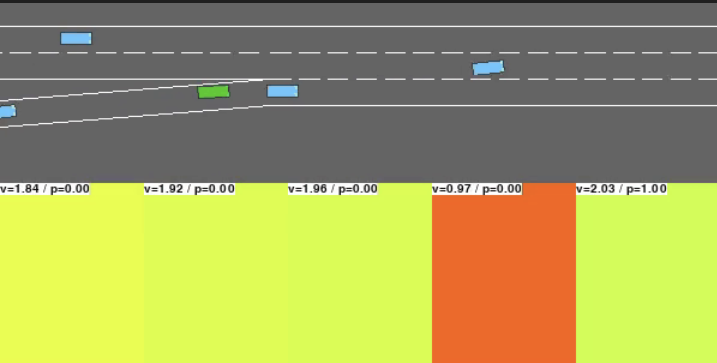 v=1.84 / p=0.00
v=1.92 / p=0.00
v=1.96 / p=0.00
v=0.97 / p=0.00
v=2.03 / p=1.00